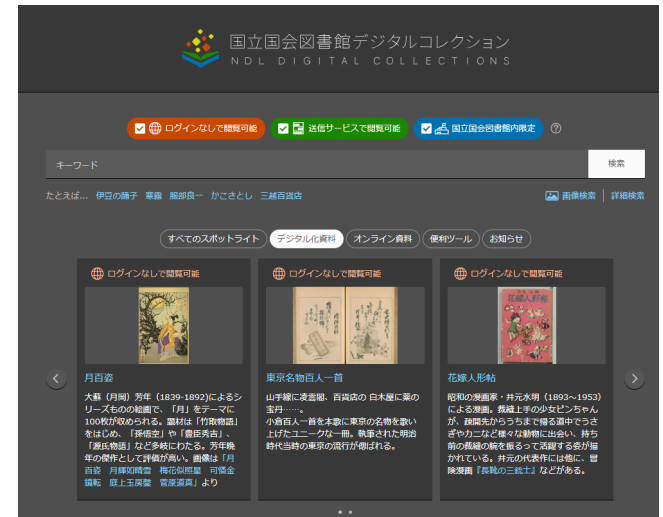 国立国会図書館デジタルコレクション
NDL DIGITAL COLLECTIONS
ログインなしで閲覧可能 送信サービスで閲覧可能 国立国会図書館内限定 ?
キーワード 検索
たとえば... 伊豆の踊子 寒露 服部良一 かこさとし 三越百貨店 画像検索 | 詳細検索
すべてのスポットライト デジタル化資料 オンライン資料 便利ツール お知らせ
ログインなしで閲覧可能
月百姿
大蘇（月岡）芳年（1839-1892)によるシ
リーズものの絵画で、「月」をテーマに
100枚が収められる。題材は「竹取物語」
をはじめ、「孫悟空」や「豊臣秀吉」、
「源氏物語」など多岐にわたる。芳年晩
年の傑作として評価が高い。画像は「月
百姿 月輝如晴雪 梅花似照星 可憐金
鏡転 庭上玉房馨 菅原道真」より
ログインなしで閲覧可能
東京名物百人一首
山手線に凌雲閣、百貨店の白木屋に薬の
宝丹……。
小倉百人一首を本歌に東京の名物を歌い
上げたユニークな一冊。執筆された明治
時代当時の東京の流行が偲ばれる。
ログインなしで閲覧可能
花嫁人形帖
昭和の漫画家・井元水明（1893～1953）
による漫画。裁縫上手の少女ピンちゃん
が、疎開先からうちまで帰る道中でうさ
ぎやカニなど様々な動物に出会い、持ち
前の裁縫の腕を振るって活躍する姿が描
かれている。井元の代表作には他に、冒
険漫画『長靴の三銃士』などがある。